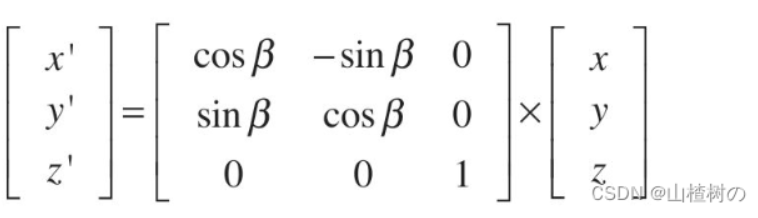 [x'] = [cos β  −sin β  0] × [x]
[y'] = [sin β  cos β  0] × [y]
[z'] = [0  0  1] × [z]
CSDN @山楂树の